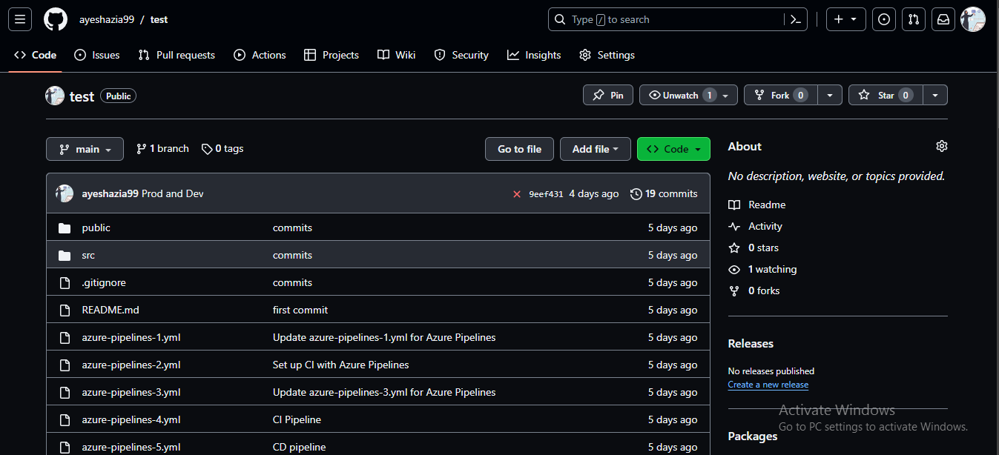 ayeshazia99 / test
Type / to search
Code Issues Pull requests Actions Projects Wiki Security Insights Settings
test Public
Pin Unwatch 1 Fork 0 Star 0
main 1 branch 0 tags Go to file Add file Code
ayeshazia99 Prod and Dev 9eef431 4 days ago 19 commits
public commits 5 days ago
src commits 5 days ago
.gitignore commits 5 days ago
README.md first commit 5 days ago
azure-pipelines-1.yml Update azure-pipelines-1.yml for Azure Pipelines 5 days ago
azure-pipelines-2.yml Set up CI with Azure Pipelines 5 days ago
azure-pipelines-3.yml Update azure-pipelines-3.yml for Azure Pipelines 5 days ago
azure-pipelines-4.yml CI Pipeline 5 days ago
azure-pipelines-5.yml CD pipeline 5 days ago
About
No description, website, or topics provided.
Readme
Activity
0 stars
1 watching
0 forks
Releases
No releases published
Create a new release
Packages
Activate Windows
Go to PC settings to activate Windows.